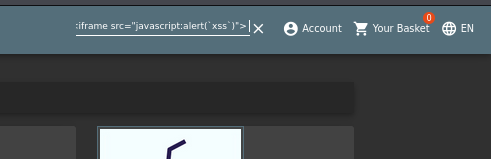 :iframe src="javascript:alert(`xss`)">
Account
0
Your Basket
EN